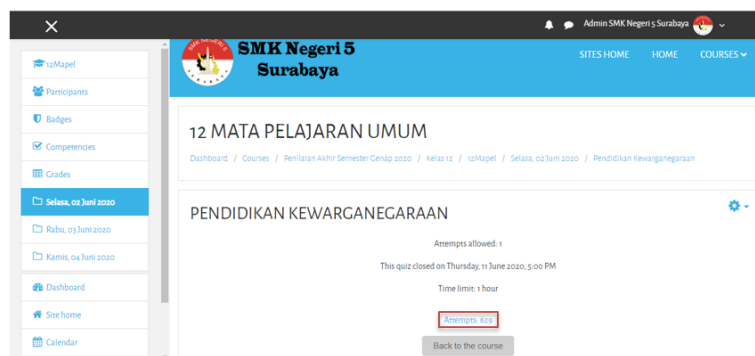 Admin SMK Negeri 5 Surabaya
SMK Negeri 5
Surabaya
SITES HOME
HOME
COURSES
12Mapel
Participants
Badges
Competencies
Grades
Selasa, 02 Juni 2020
Rabu, 03 Juni 2020
Kamis, 04 Juni 2020
Dashboard
Site home
Calendar
12 MATA PELAJARAN UMUM
Dashboard / Courses / Penilaian Akhir Semester Genap 2020 / Kelas 12 / 12Mapel / Selasa, 02 Juni 2020 / Pendidikan Kewarganegaraan
PENDIDIKAN KEWARGANEGARAAN
Attempts allowed: 1
This quiz closed on Thursday, 11 June 2020, 5:00 PM
Time limit: 1 hour
Attempts: 629
Back to the course